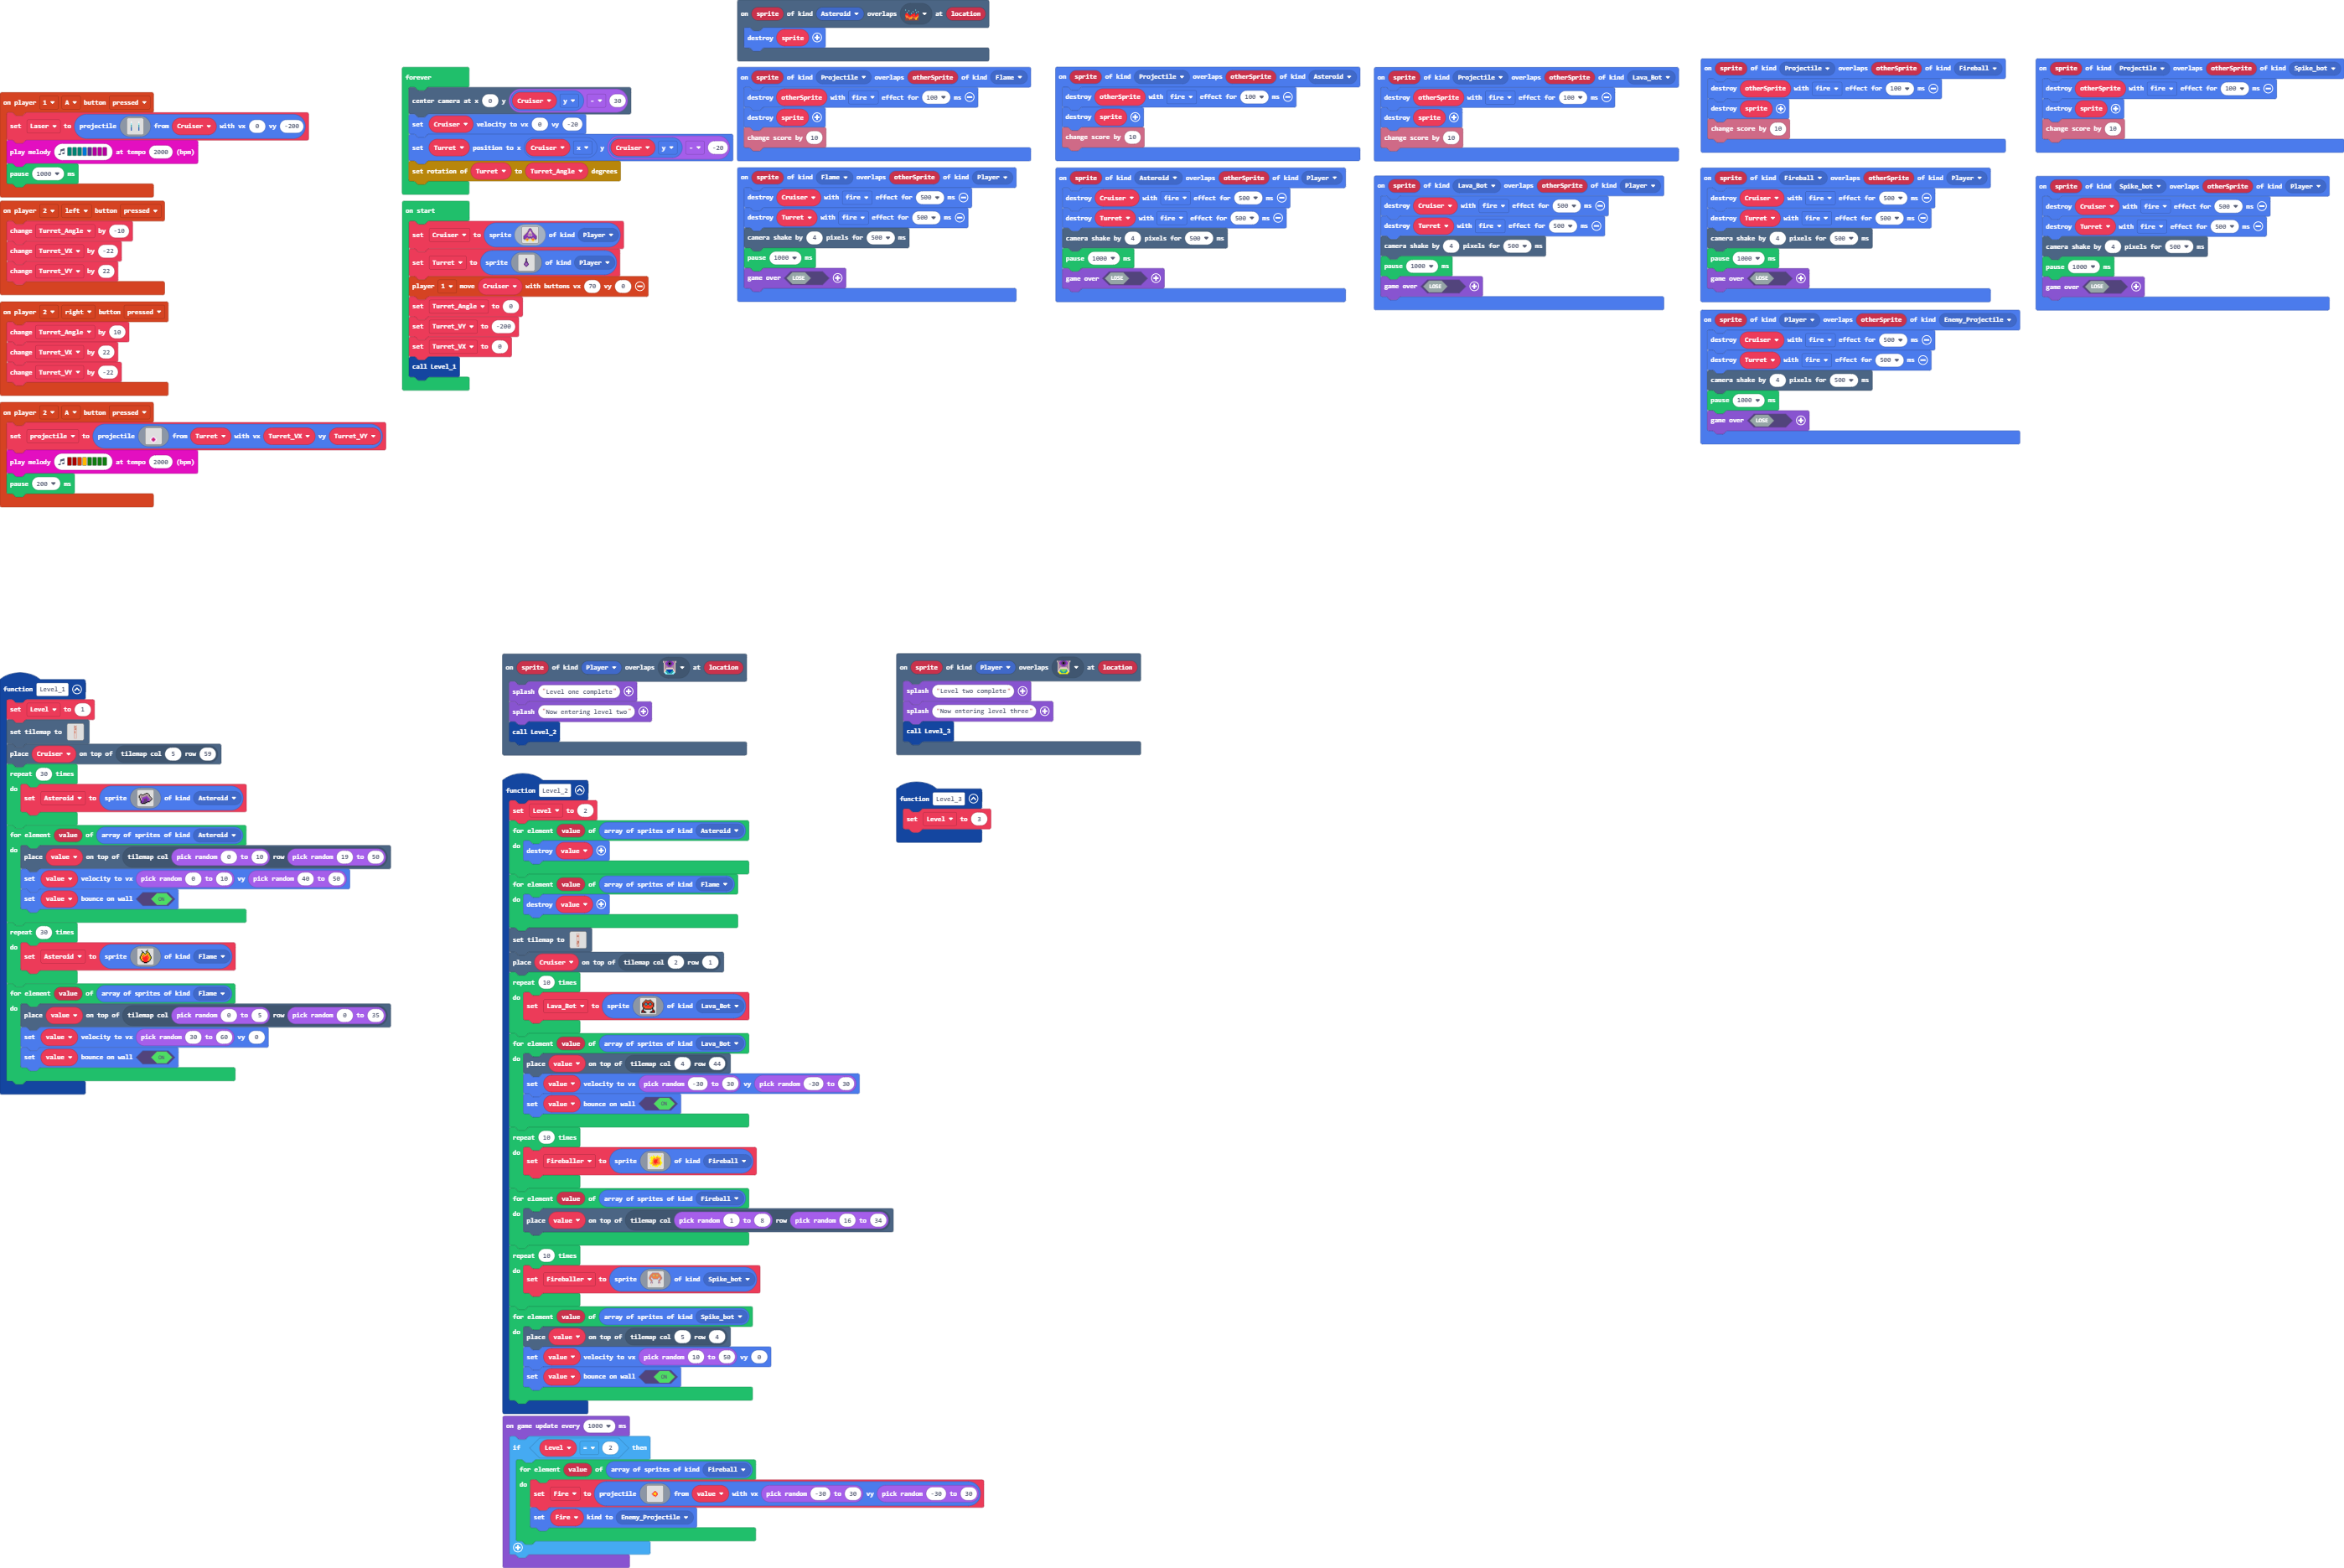 on sprite of kind Asteroid overlaps at location
destroy sprite
on player 1 A button pressed
set Laser to projectile from Cruiser with vx 0 vy -200
play melody at tempo 2000 (bpm)
pause 1000 ms
on player 2 left button pressed
change Turret_Angle by -10
change Turret_VX by -22
change Turret_VY by 22
on player 2 right button pressed
change Turret_Angle by 10
change Turret_VX by 22
change Turret_VY by -22
on player 2 A button pressed
set projectile to projectile from Turret with vx Turret_VX vy Turret_VY
play melody at tempo 2000 (bpm)
pause 200 ms
forever
center camera at x 0 y Cruiser y - 30
set Cruiser velocity to vx 0 vy -20
set Turret position to x Cruiser x y Cruiser y - -20
set rotation of Turret to Turret_Angle degrees
on start
set Cruiser to sprite of kind Player
set Turret to sprite of kind Player
player 1 move Cruiser with buttons vx 70 vy 0
set Turret_Angle to 0
set Turret_VY to -200
set Turret_VX to 0
call Level_1
on sprite of kind Projectile overlaps otherSprite of kind Flame
destroy otherSprite with fire effect for 100 ms
destroy sprite
change score by 10
on sprite of kind Flame overlaps otherSprite of kind Player
destroy Cruiser with fire effect for 500 ms
destroy Turret with fire effect for 500 ms
camera shake by 4 pixels for 500 ms
pause 1000 ms
game over LOSE
on sprite of kind Projectile overlaps otherSprite of kind Asteroid
destroy otherSprite with fire effect for 100 ms
destroy sprite
change score by 10
on sprite of kind Asteroid overlaps otherSprite of kind Player
destroy Cruiser with fire effect for 500 ms
destroy Turret with fire effect for 500 ms
camera shake by 4 pixels for 500 ms
pause 1000 ms
game over LOSE
on sprite of kind Projectile overlaps otherSprite of kind Lava_Bot
destroy otherSprite with fire effect for 100 ms
destroy sprite
change score by 10
on sprite of kind Lava_Bot overlaps otherSprite of kind Player
destroy Cruiser with fire effect for 500 ms
destroy Turret with fire effect for 500 ms
camera shake by 4 pixels for 500 ms
pause 1000 ms
game over LOSE
on sprite of kind Projectile overlaps otherSprite of kind Fireball
destroy otherSprite with fire effect for 100 ms
destroy sprite
change score by 10
on sprite of kind Fireball overlaps otherSprite of kind Player
destroy Cruiser with fire effect for 500 ms
destroy Turret with fire effect for 500 ms
camera shake by 4 pixels for 500 ms
pause 1000 ms
game over LOSE
on sprite of kind Player overlaps otherSprite of kind Enemy_Projectile
destroy Cruiser with fire effect for 500 ms
destroy Turret with fire effect for 500 ms
camera shake by 4 pixels for 500 ms
pause 1000 ms
game over LOSE
on sprite of kind Projectile overlaps otherSprite of kind Spike_bot
destroy otherSprite with fire effect for 100 ms
destroy sprite
change score by 10
on sprite of kind Spike_bot overlaps otherSprite of kind Player
destroy Cruiser with fire effect for 500 ms
destroy Turret with fire effect for 500 ms
camera shake by 4 pixels for 500 ms
pause 1000 ms
game over LOSE
function Level_1
set Level to 1
set tilemap to
place Cruiser on top of tilemap col 5 row 59
repeat 30 times
do
set Asteroid to sprite of kind Asteroid
for element value of array of sprites of kind Asteroid
do
place value on top of tilemap col pick random 0 to 10 row pick random 19 to 50
set value velocity to vx pick random 0 to 10 vy pick random 40 to 50
set value bounce on wall ON
repeat 30 times
do
set Asteroid to sprite of kind Flame
for element value of array of sprites of kind Flame
do
place value on top of tilemap col pick random 0 to 5 row pick random 0 to 35
set value velocity to vx pick random 30 to 60 vy 0
set value bounce on wall ON
on sprite of kind Player overlaps at location
splash "Level one complete"
splash "Now entering level two"
call Level_2
function Level_2
set Level to 2
for element value of array of sprites of kind Asteroid
do
destroy value
for element value of array of sprites of kind Flame
do
destroy value
set tilemap to
place Cruiser on top of tilemap col 2 row 1
repeat 10 times
do
set Lava_Bot to sprite of kind Lava_Bot
for element value of array of sprites of kind Lava_Bot
do
place value on top of tilemap col 4 row 44
set value velocity to vx pick random -30 to 30 vy pick random -30 to 30
set value bounce on wall ON
repeat 10 times
do
set Fireballer to sprite of kind Fireball
for element value of array of sprites of kind Fireball
do
place value on top of tilemap col pick random 1 to 8 row pick random 16 to 34
repeat 10 times
do
set Fireballer to sprite of kind Spike_bot
for element value of array of sprites of kind Spike_bot
do
place value on top of tilemap col 5 row 4
set value velocity to vx pick random 10 to 50 vy 0
set value bounce on wall ON
on game update every 1000 ms
if Level = 2 then
for element value of array of sprites of kind Fireball
do
set Fire to projectile from value with vx pick random -30 to 30 vy pick random -30 to 30
set Fire kind to Enemy_Projectile
on sprite of kind Player overlaps at location
splash "Level two complete"
splash "Now entering level three"
call Level_3
function Level_3
set Level to 3